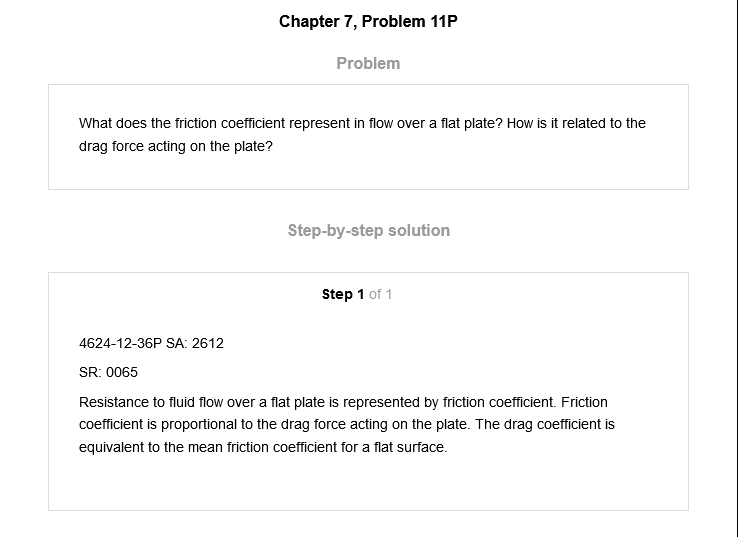 Chapter 7, Problem 11P
Problem
What does the friction coefficient represent in flow over a flat plate? How is it related to the
drag force acting on the plate?
Step-by-step solution
Step 1 of 1
4624-12-36P SA: 2612
SR: 0065
Resistance to fluid flow over a flat plate is represented by friction coefficient. Friction
coefficient is proportional to the drag force acting on the plate. The drag coefficient is
equivalent to the mean friction coefficient for a flat surface.